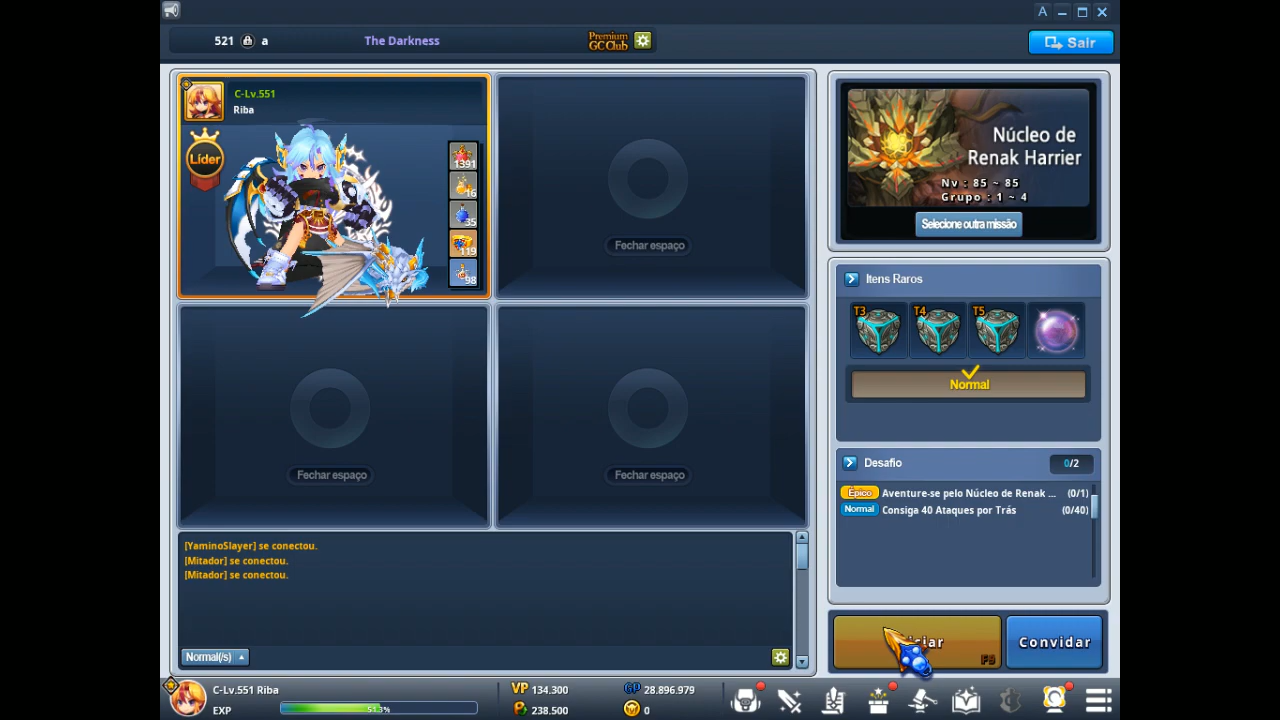 A
521 a The Darkness Premium GC Club
Sair
C-Lv.551
Riba
Líder
1391
16
35
119
98
Fechar espaço
Fechar espaço
Fechar espaço
Núcleo de
Renak Harrier
Nv : 85 ~ 85
Grupo : 1 ~ 4
Selecione outra missão
Itens Raros
T3 T4 T5
Normal
Desafio 0/2
Épico Aventure-se pelo Núcleo de Renak ... (0/1)
Normal Consiga 40 Ataques por Trás (0/40)
[YaminoSlayer] se conectou.
[Mitador] se conectou.
[Mitador] se conectou.
Normal(/s)
Convidar
C-Lv.551 Riba
EXP 51.3%
VP 134.300
GP 28.896.979
238.500
0